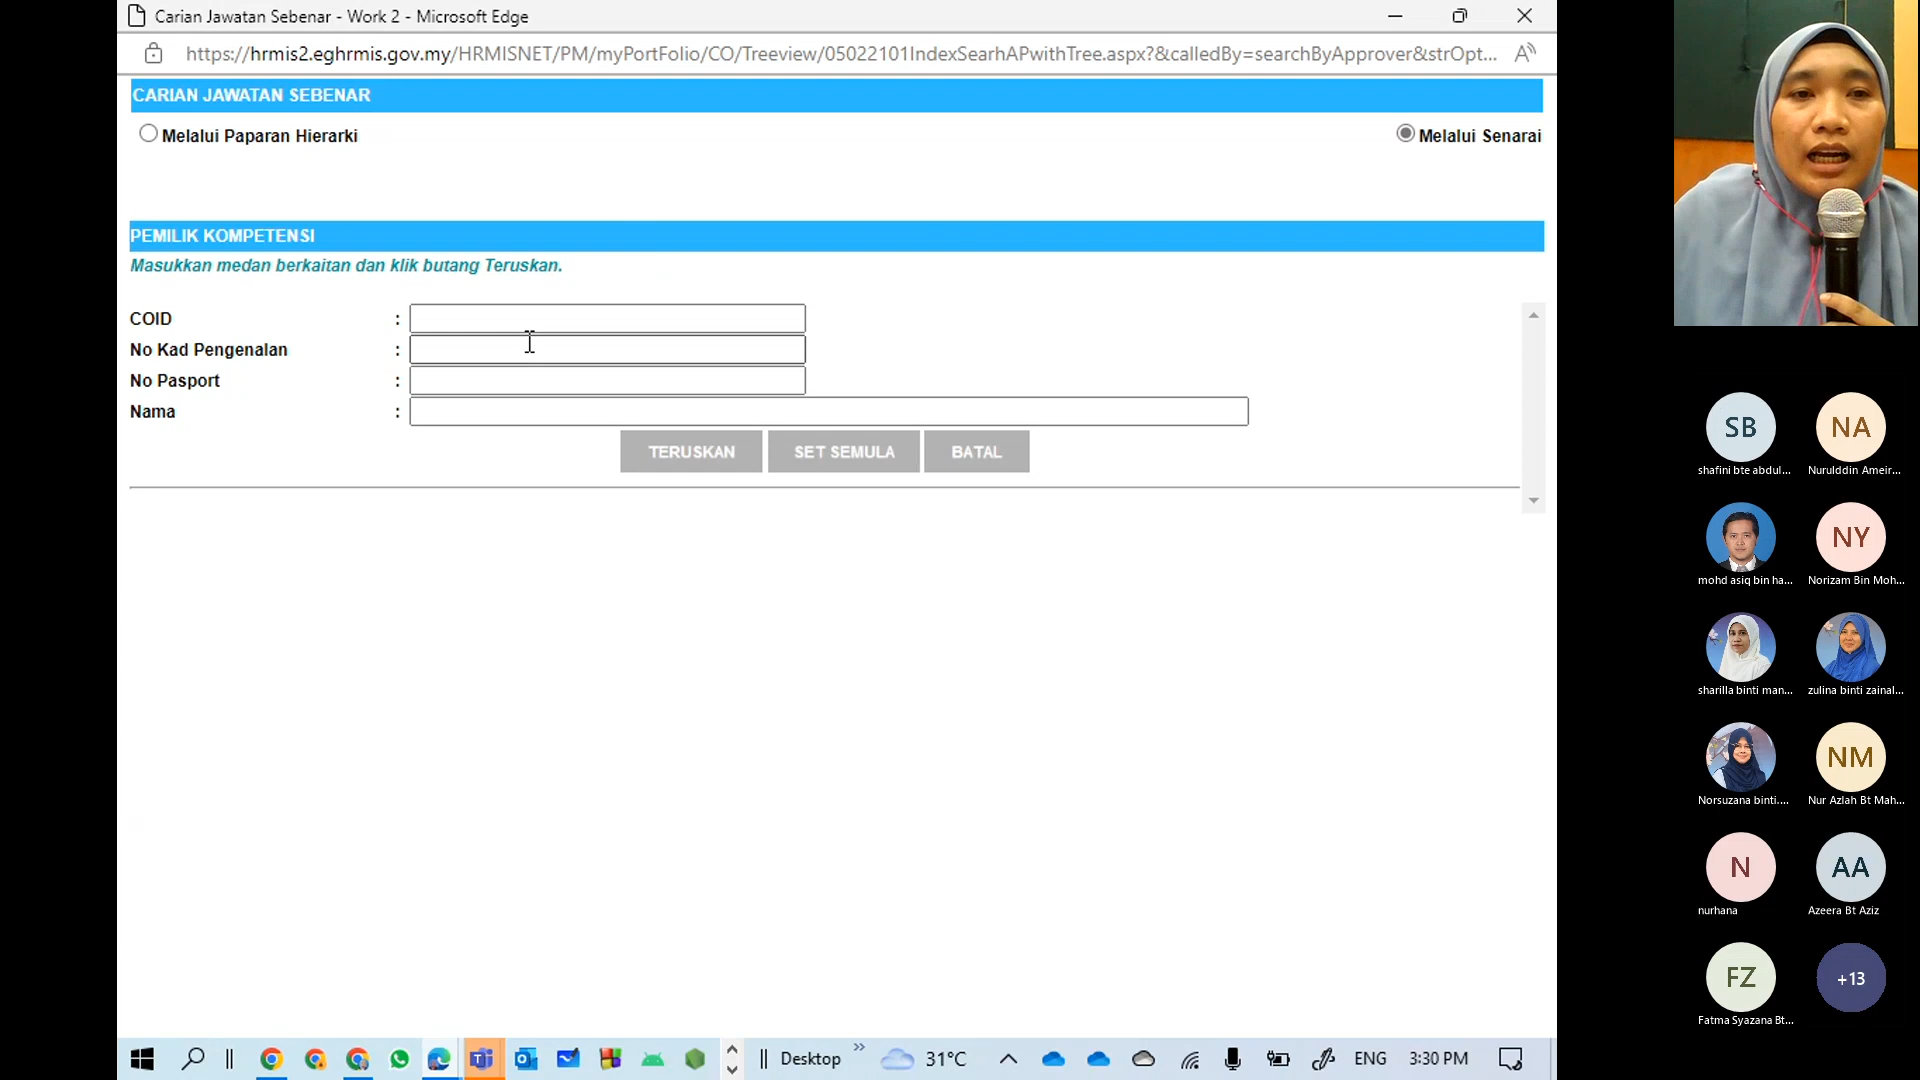 Carian Jawatan Sebenar - Work 2 - Microsoft Edge
https://hrmis2.eghrmis.gov.my/HRMISNET/PM/myPortFolio/CO/Treeview/05022101IndexSearhAPwithTree.aspx?&calledBy=searchByApprover&strOpt...
CARIAN JAWATAN SEBENAR
Melalui Paparan Hierarki
Melalui Senarai
PEMILIK KOMPETENSI
Masukkan medan berkaitan dan klik butang Teruskan.
COID :
No Kad Pengenalan :
No Pasport :
Nama :
TERUSKAN SET SEMULA BATAL
SB NA
shafini bte abdul... Nurulddin Ameir...
NY
mohd asiq bin ha... Norizam Bin Moh...
sharilla binti man... zulina binti zainal...
NM
Norsuzana binti.... Nur Azlah Bt Mah...
N AA
nurhana Azeera Bt Aziz
FZ +13
Fatma Syazana Bt...
Desktop 31°C ENG 3:30 PM